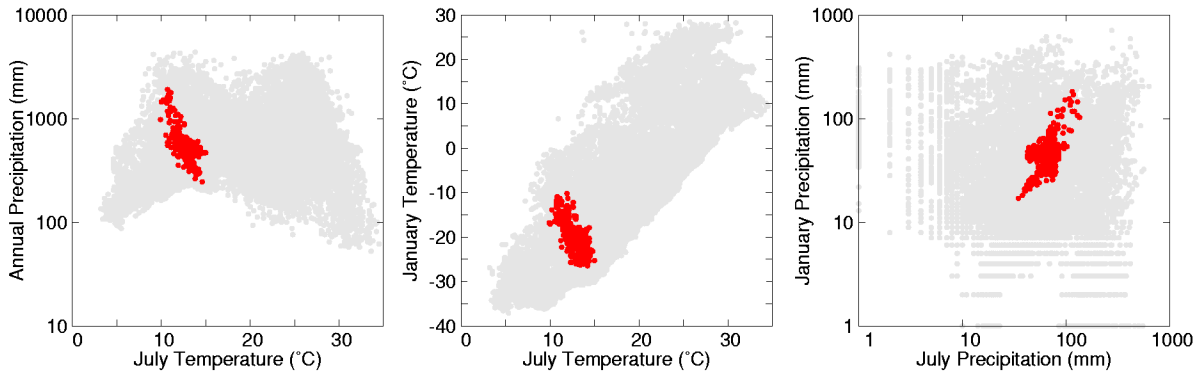 10000
1000
100
10
Annual Precipitation (mm)
0 10 20 30
July Temperature (˚C)
30
20
10
0
-10
-20
-30
-40
January Temperature (˚C)
0 10 20 30
July Temperature (˚C)
1000
100
10
1
January Precipitation (mm)
1 10 100 1000
July Precipitation (mm)